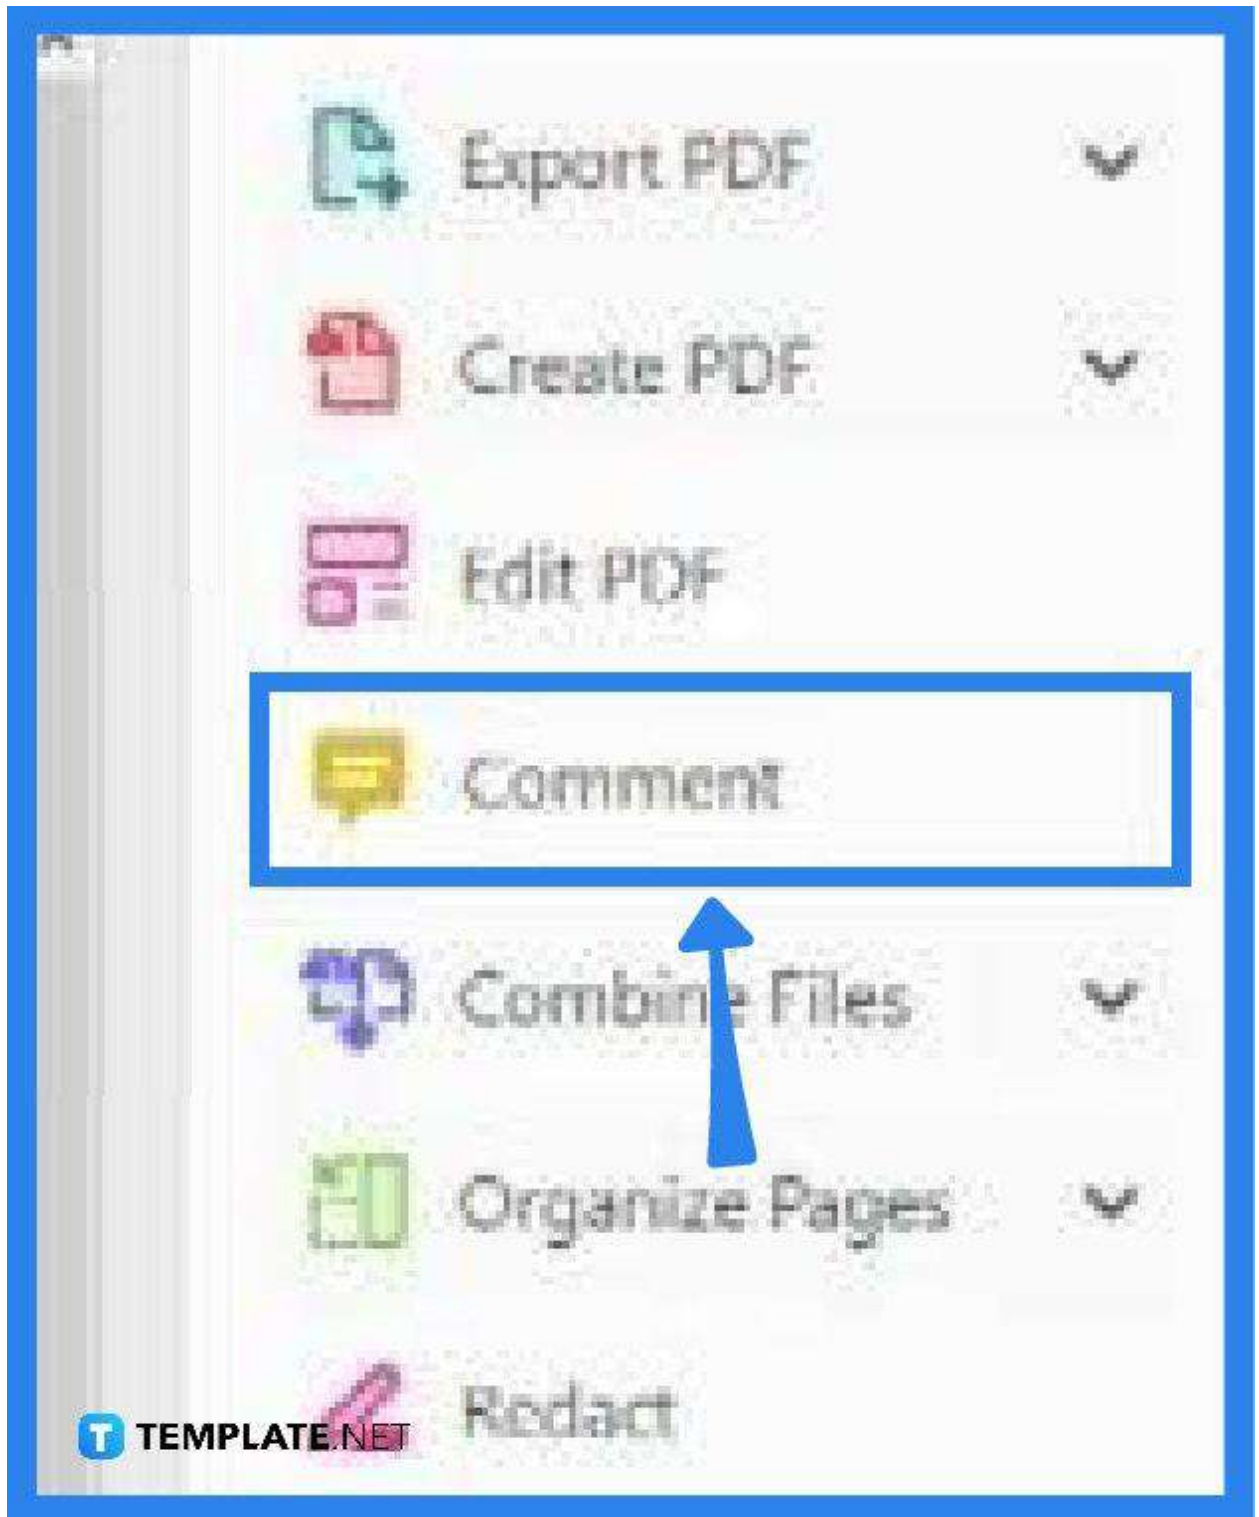 Export PDF
Create PDF
Edit PDF
Comment
Combine Files
Organize Pages
Redact
T TEMPLATE.NET